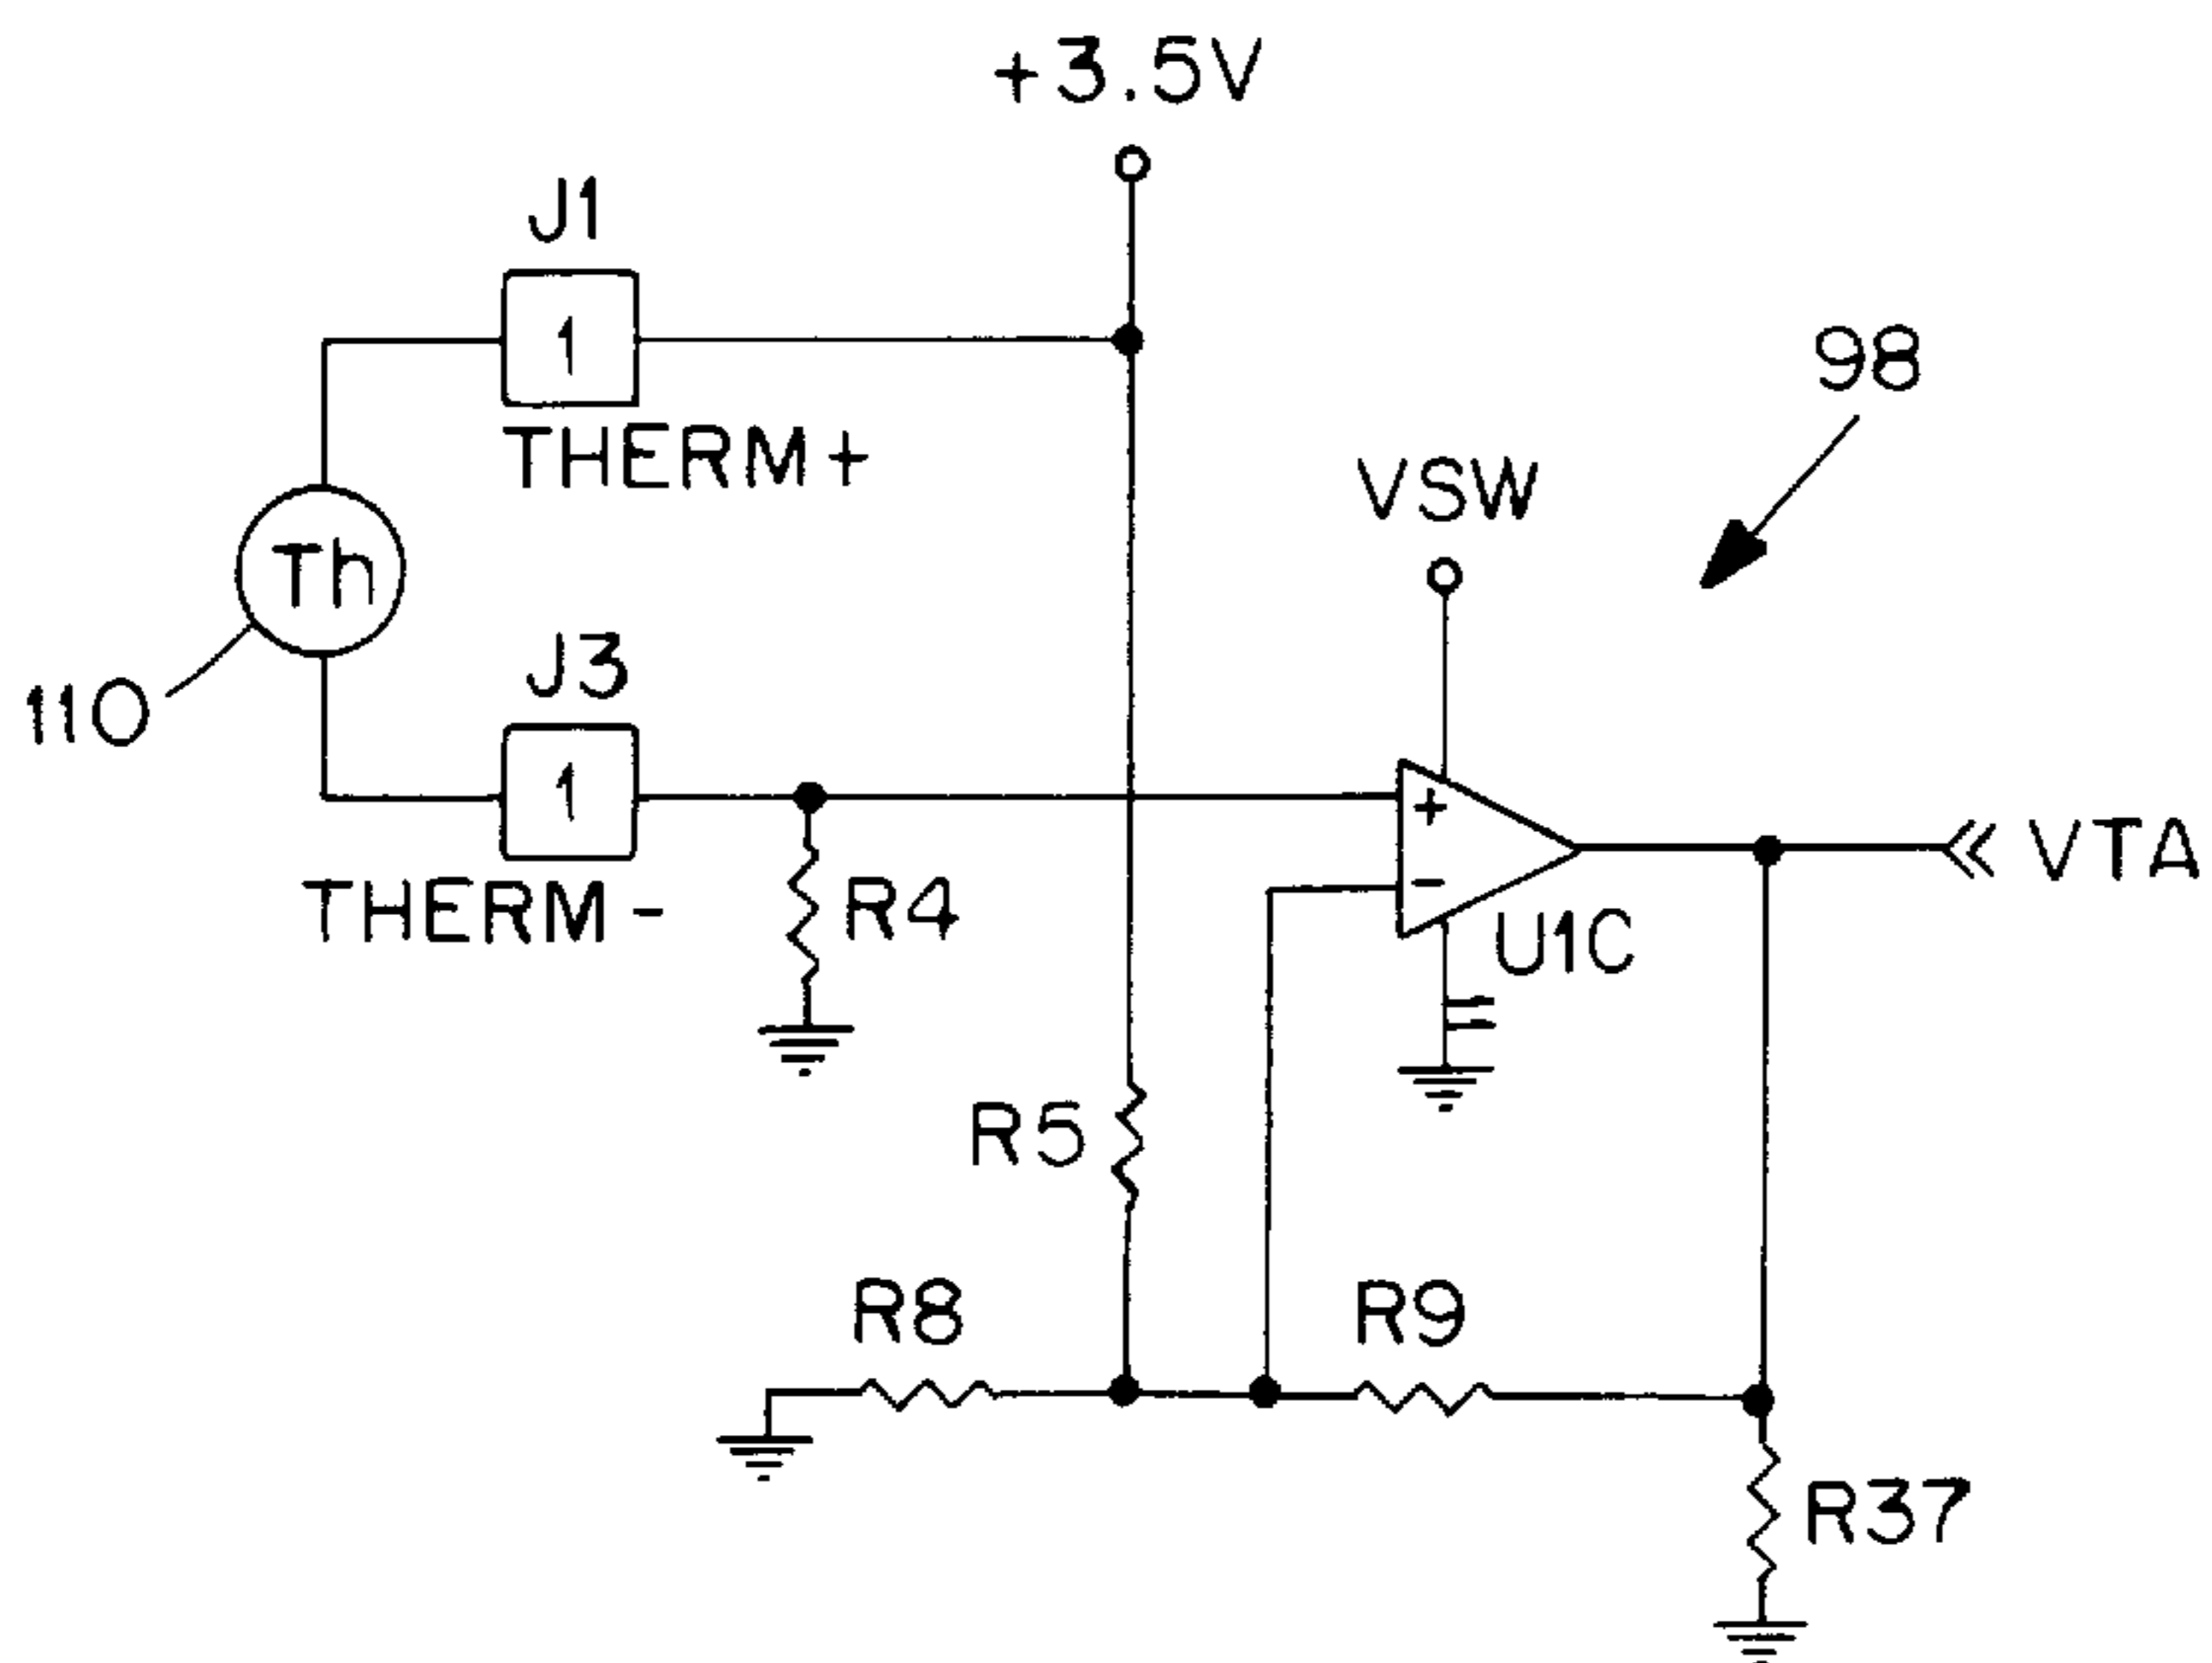 +3.5V
J1
1
THERM+
98
VSW
Th
110
J3
1
THERM-
+
-
VTA
R4
U1C
R5
R8
R9
R37